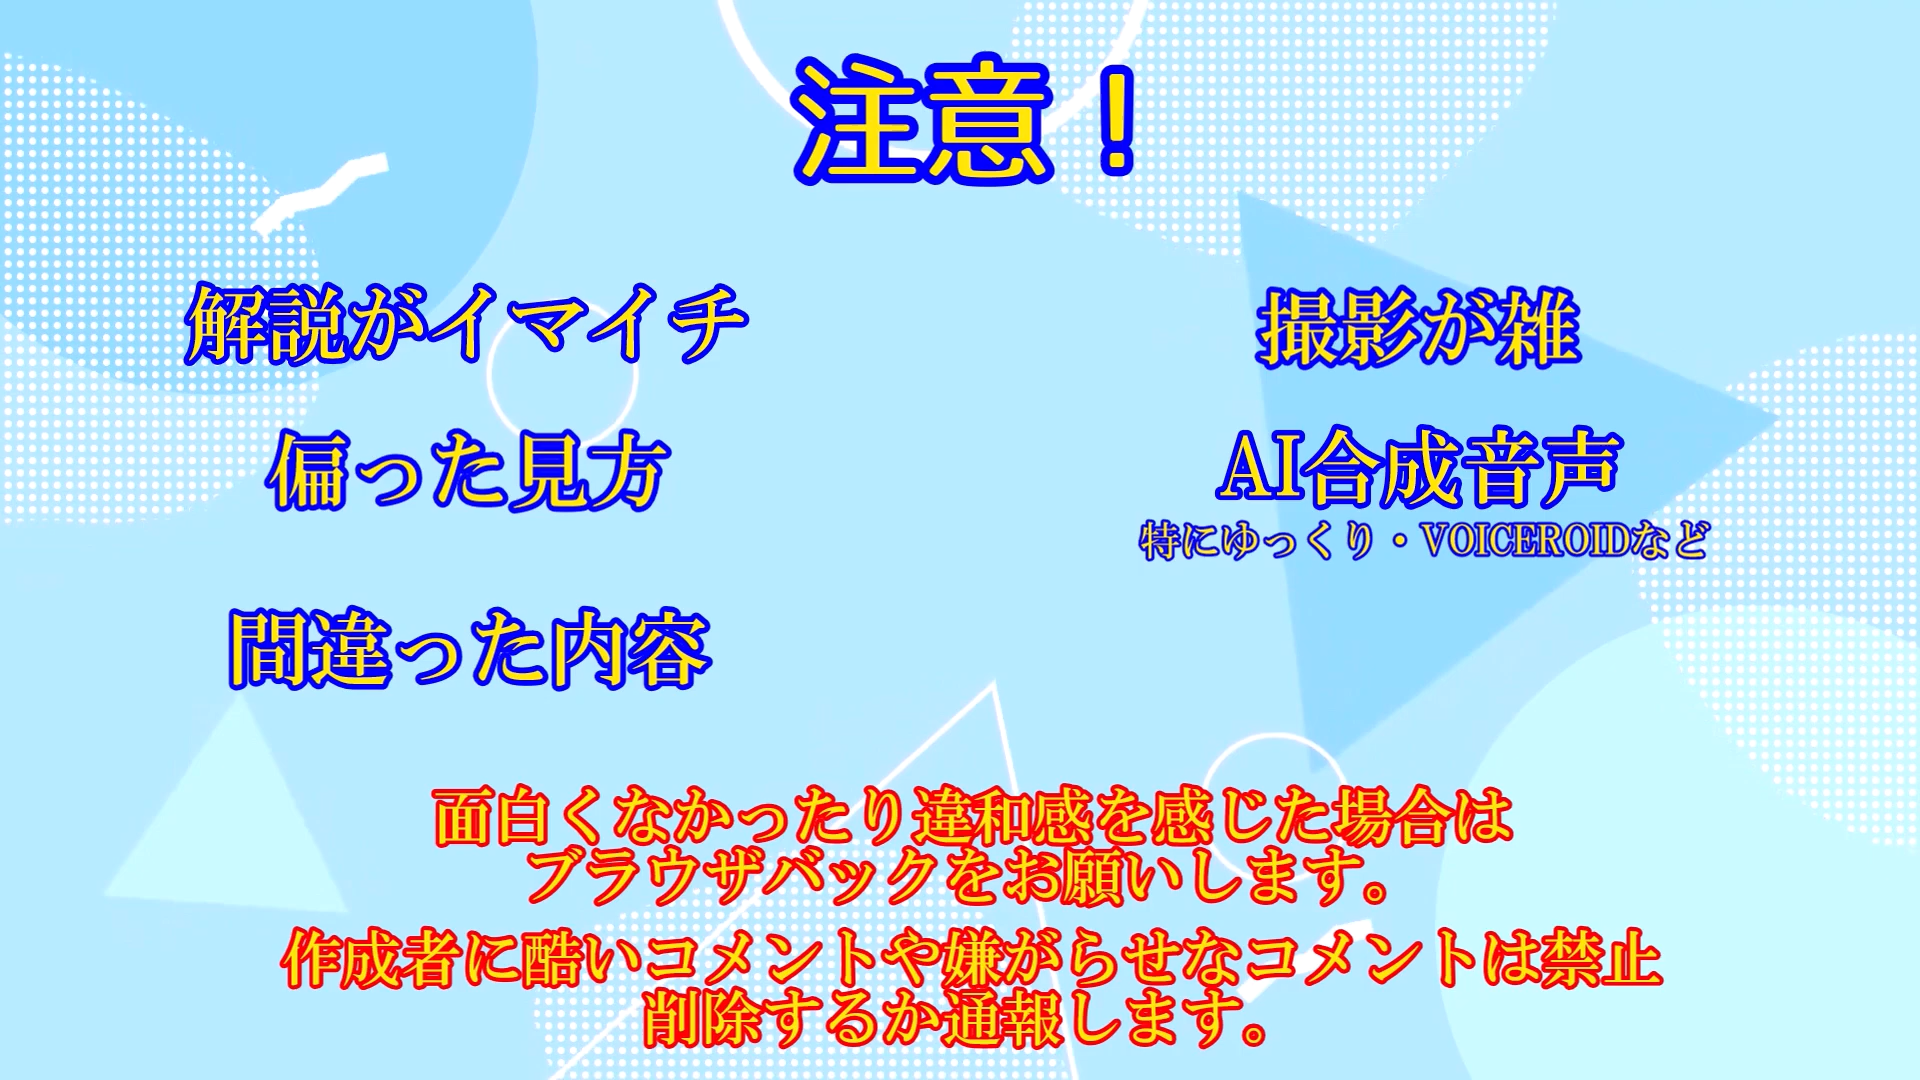 注意！
解説がイマイチ
撮影が雑
偏った見方
AI合成音声
特にゆっくり・VOICEROIDなど
間違った内容
面白くなかったり違和感を感じた場合は
ブラウザバックをお願いします。
作成者に酷いコメントや嫌がらせなコメントは禁止
削除するか通報します。